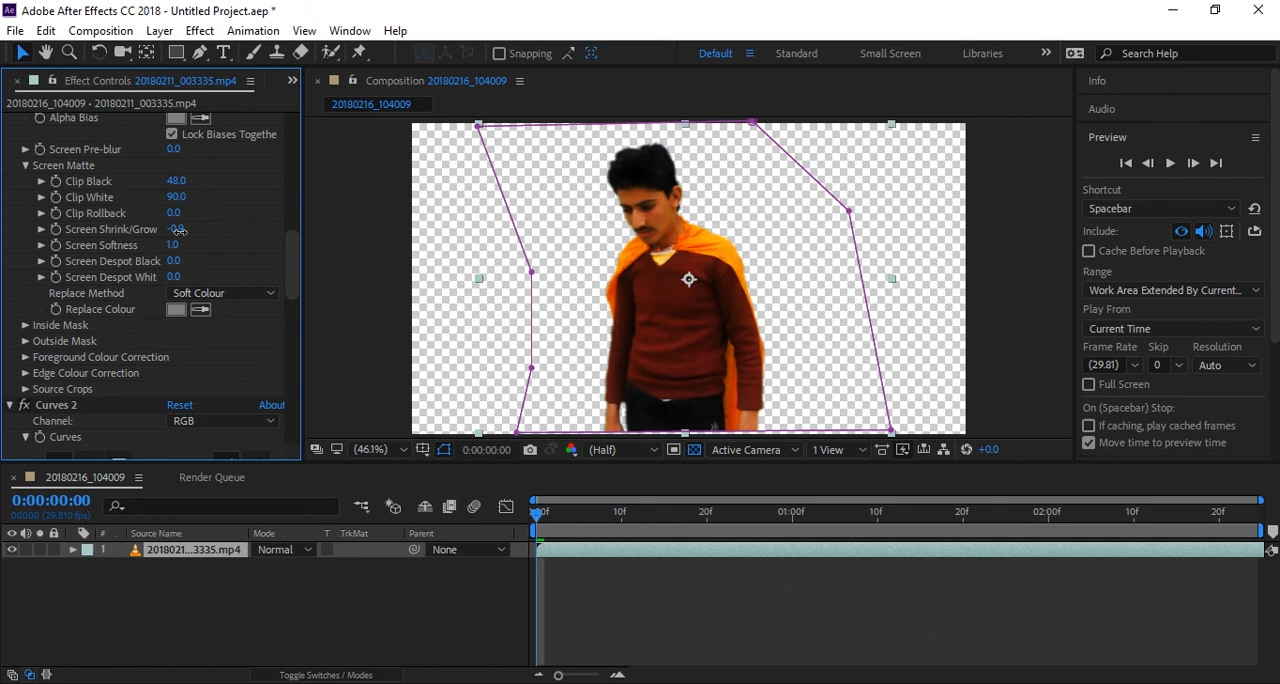 Adobe After Effects CC 2018 - Untitled Project.aep *
File Edit Composition Layer Effect Animation View Window Help
Snapping Default Standard Small Screen Libraries Search Help
Effect Controls 20180211_003335.mp4
Composition 20180216_104009
Info
20180216_104009 • 20180211_003335.mp4
20180216_104009
Audio
Alpha Bias
Lock Biases Togethe
Preview
Screen Pre-blur 0.0
Screen Matte
Clip Black 48.0
Shortcut
Clip White 90.0
Spacebar
Clip Rollback 0.0
Include:
Screen Shrink/Grow
Cache Before Playback
Screen Softness 1.0
Range
Screen Despot Black 0.0
Work Area Extended By Current...
Screen Despot Whit 0.0
Play From
Replace Method Soft Colour
Current Time
Replace Colour
Frame Rate Skip Resolution
Inside Mask
(29.81) 0 Auto
Outside Mask
Full Screen
Foreground Colour Correction
Edge Colour Correction
On (Spacebar) Stop:
Source Crops
If caching, play cached frames
Curves 2 Reset About
Move time to preview time
Channel: RGB
Curves
(46.1%) 0:00:00:00 (Half) Active Camera 1 View +0.0
20180216_104009 Render Queue
0:00:00:00
00000 (29.810 fps)
:00f 10f 20f 01:00f 10f 20f 02:00f 10f 20f
# Source Name Mode T .TrkMat Parent
1 2018021...3335.mp4 Normal None
Toggle Switches / Modes